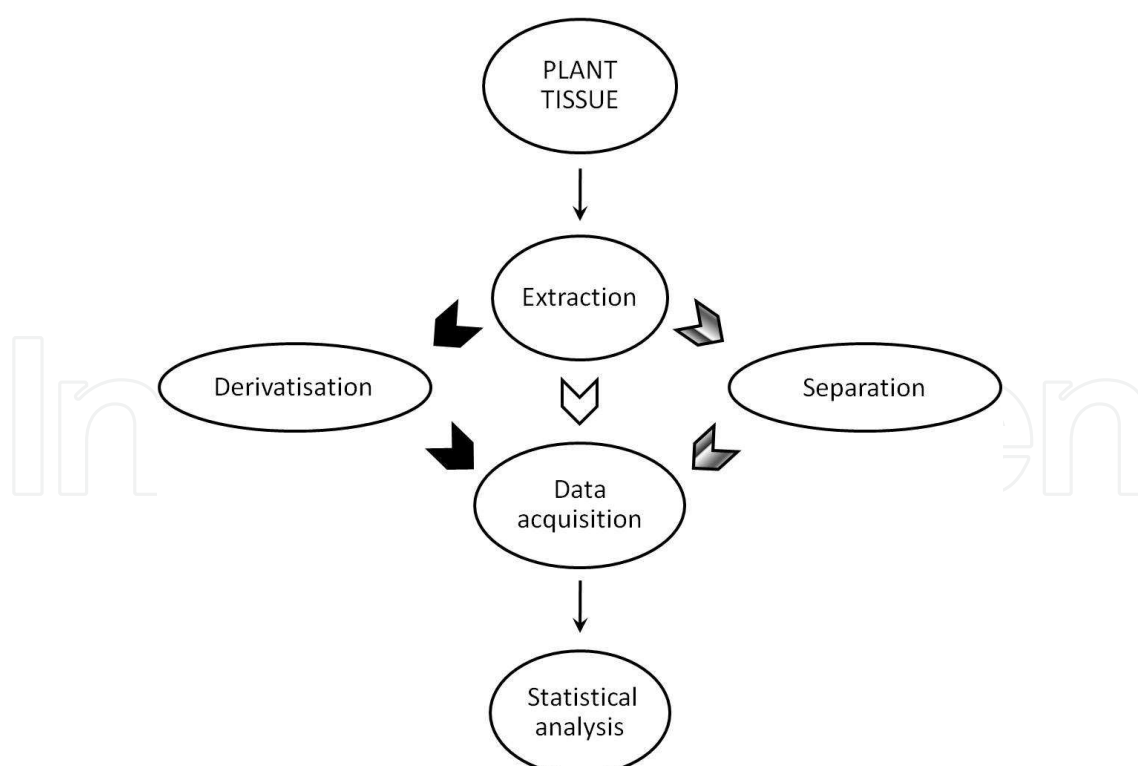 PLANT
TISSUE
Extraction
Derivatisation
Separation
Data
acquisition
Statistical
analysis